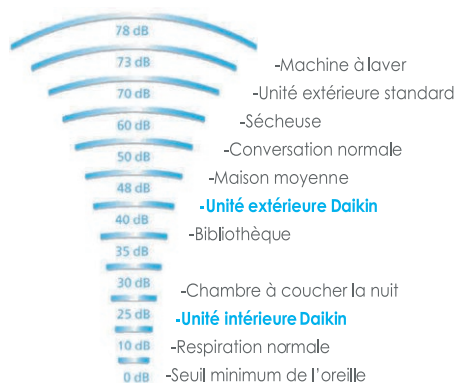 78 dB
73 dB
-Machine à laver
70 dB
-Unité extérieure standard
60 dB
-Sécheuse
50 dB
-Conversation normale
48 dB
-Maison moyenne
40 dB
-Unité extérieure Daikin
35 dB
-Bibliothèque
30 dB
-Chambre à coucher la nuit
25 dB
-Unité intérieure Daikin
10 dB
-Respiration normale
0 dB
-Seuil minimum de l'oreille